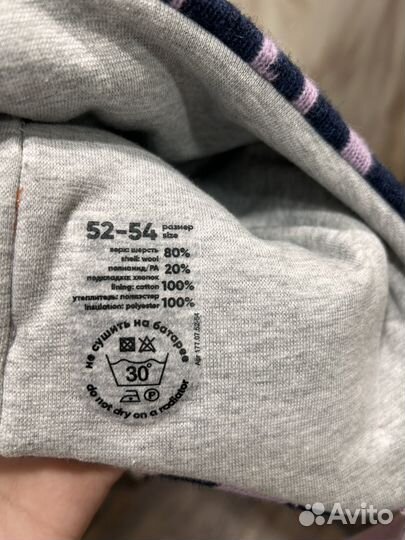 52-54 размер
size
верх: шерсть 80%
shell: wool
полиамид/PA 20%
подкладка: хлопок
lining: cotton 100%
утеплитель: полиэстер
insulation: polyester 100%
не сушить на батарее
30°
P
do not dry on a radiator
Avito